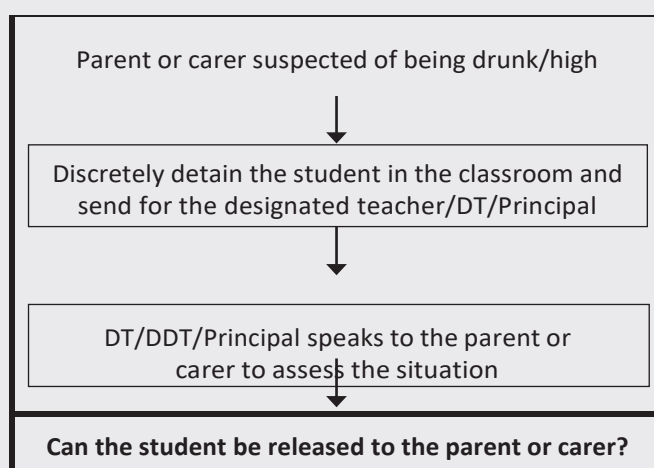 Parent or carer suspected of being drunk/high
Discretely detain the student in the classroom and
send for the designated teacher/DT/Principal
DT/DDT/Principal speaks to the parent or
carer to assess the situation
Can the student be released to the parent or carer?